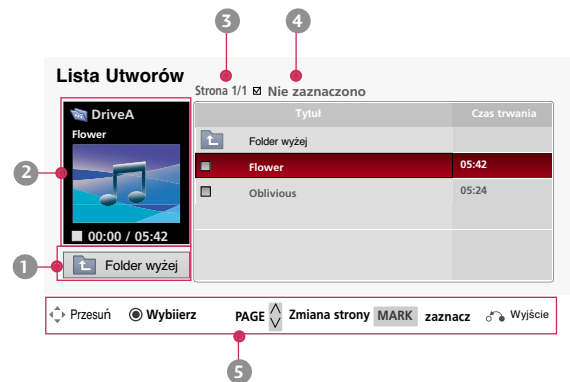 3 4
Lista Utworów
Strona 1/1 ☑ Nie zaznaczono
DriveA
Flower
00:00 / 05:42
Tytuł Czas trwania
Folder wyżej
Flower 05:42
Oblivious 05:24
2
1 Folder wyżej
Przesuń Wybiierz PAGE Zmiana strony MARK zaznacz Wyjście
5